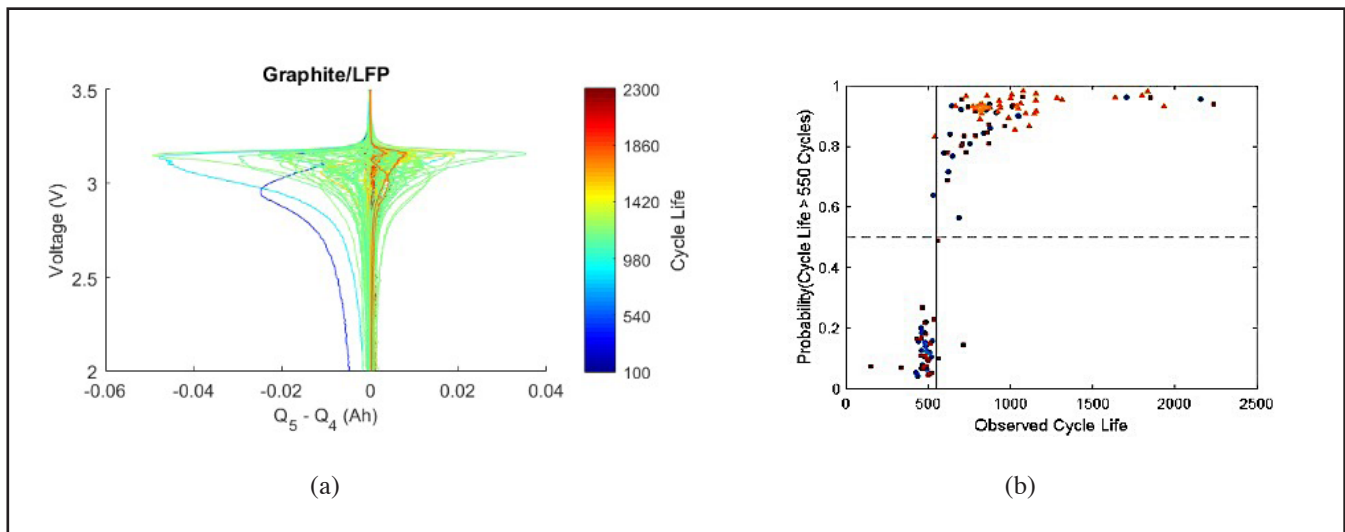 Graphite/LFP
3.5
3
2.5
2
Voltage (V)
-0.06 -0.04 -0.02 0 0.02 0.04
Q5 - Q4 (Ah)
2300
1860
1420
980
540
100
Cycle Life
(a)
1
0.8
0.6
0.4
0.2
0
Probability(Cycle Life > 550 Cycles)
0 500 1000 1500 2000 2500
Observed Cycle Life
(b)